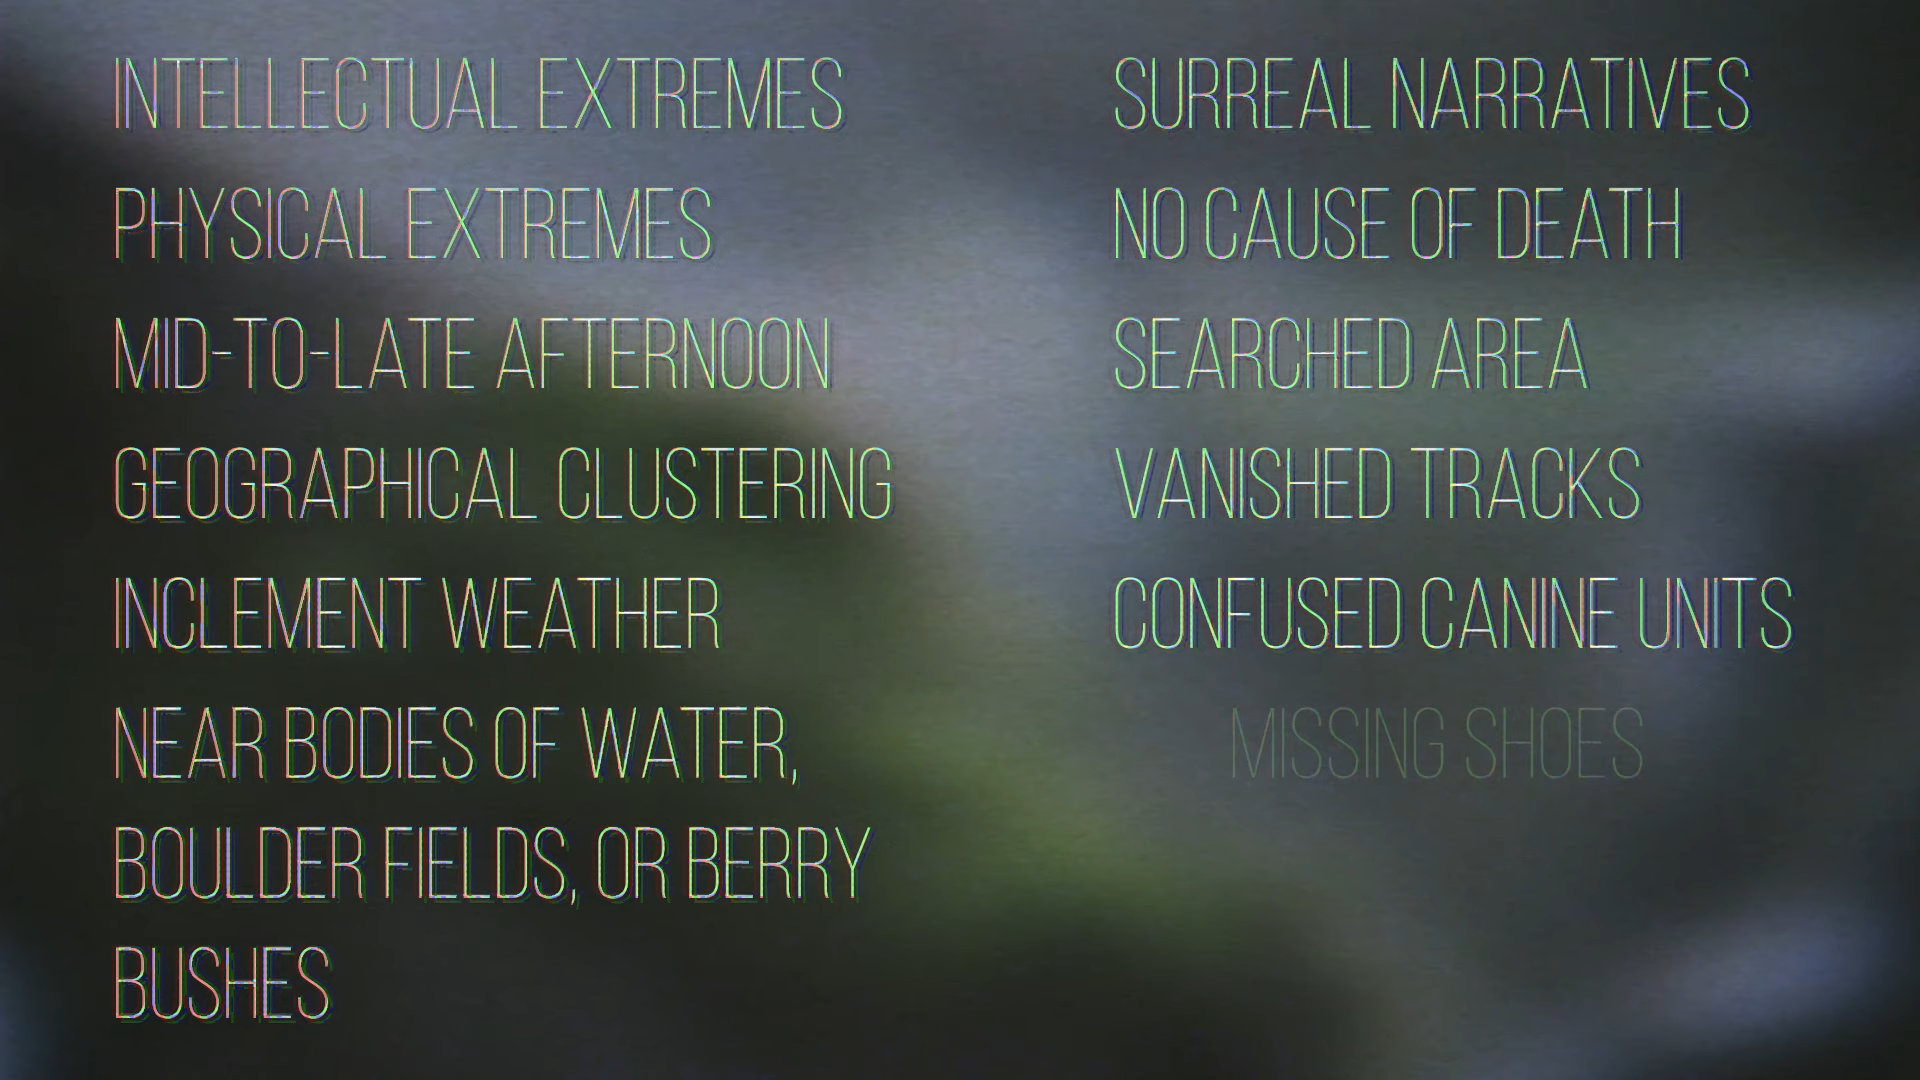 INTELLECTUAL EXTREMES
PHYSICAL EXTREMES
MID-TO-LATE AFTERNOON
GEOGRAPHICAL CLUSTERING
INCLEMENT WEATHER
NEAR BODIES OF WATER,
BOULDER FIELDS, OR BERRY
BUSHES
SURREAL NARRATIVES
NO CAUSE OF DEATH
SEARCHED AREA
VANISHED TRACKS
CONFUSED CANINE UNITS
MISSING SHOES